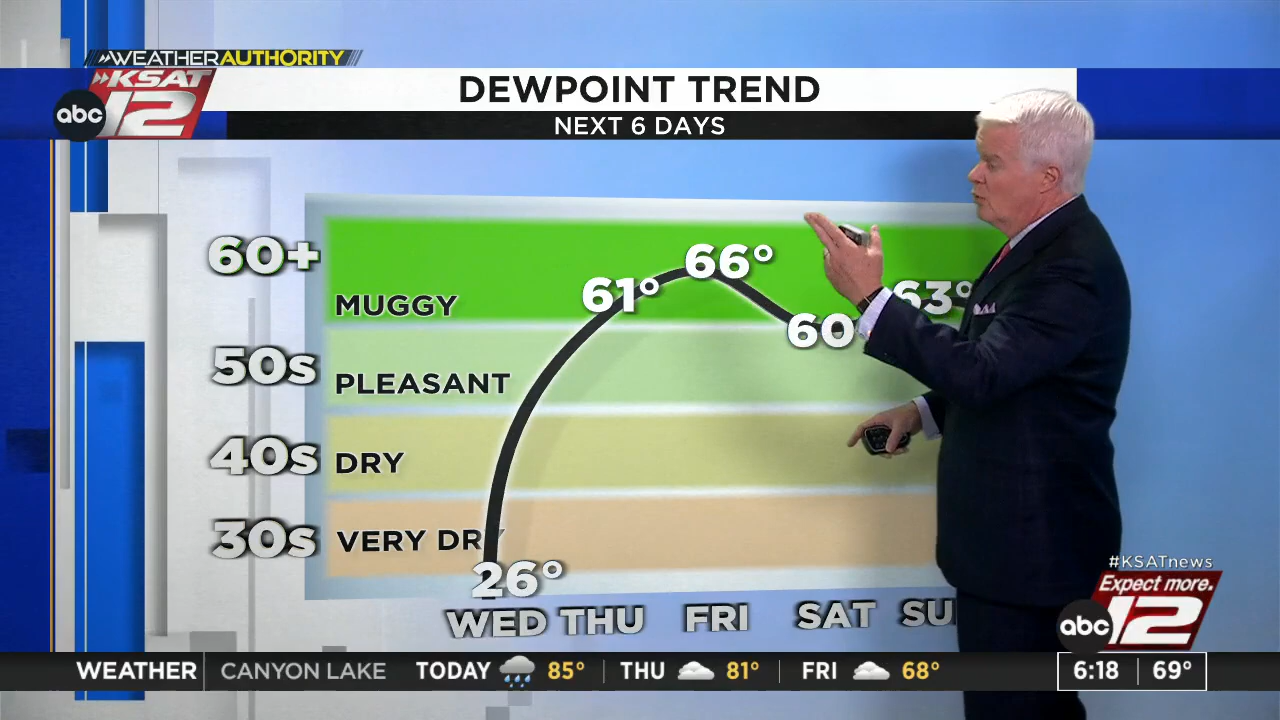 WEATHERAUTHORITY
KSAT
abc 12
DEWPOINT TREND
NEXT 6 DAYS
60+
MUGGY
50s
PLEASANT
40s
DRY
30s
VERY DRY
26°
61°
66°
60
63°
WED THU FRI SAT SU
#KSATnews
Expect more.
abc 12
WEATHER CANYON LAKE TODAY 85° THU 81° FRI 68° 6:18 69°